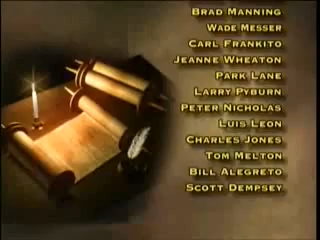 Brad Manning
Wade Messer
Carl Frankito
Jeanne Wheaton
Park Lane
Larry Pyburn
Peter Nicholas
Luis Leon
Charles Jones
Tom Melton
Bill Alegreto
Scott Dempsey